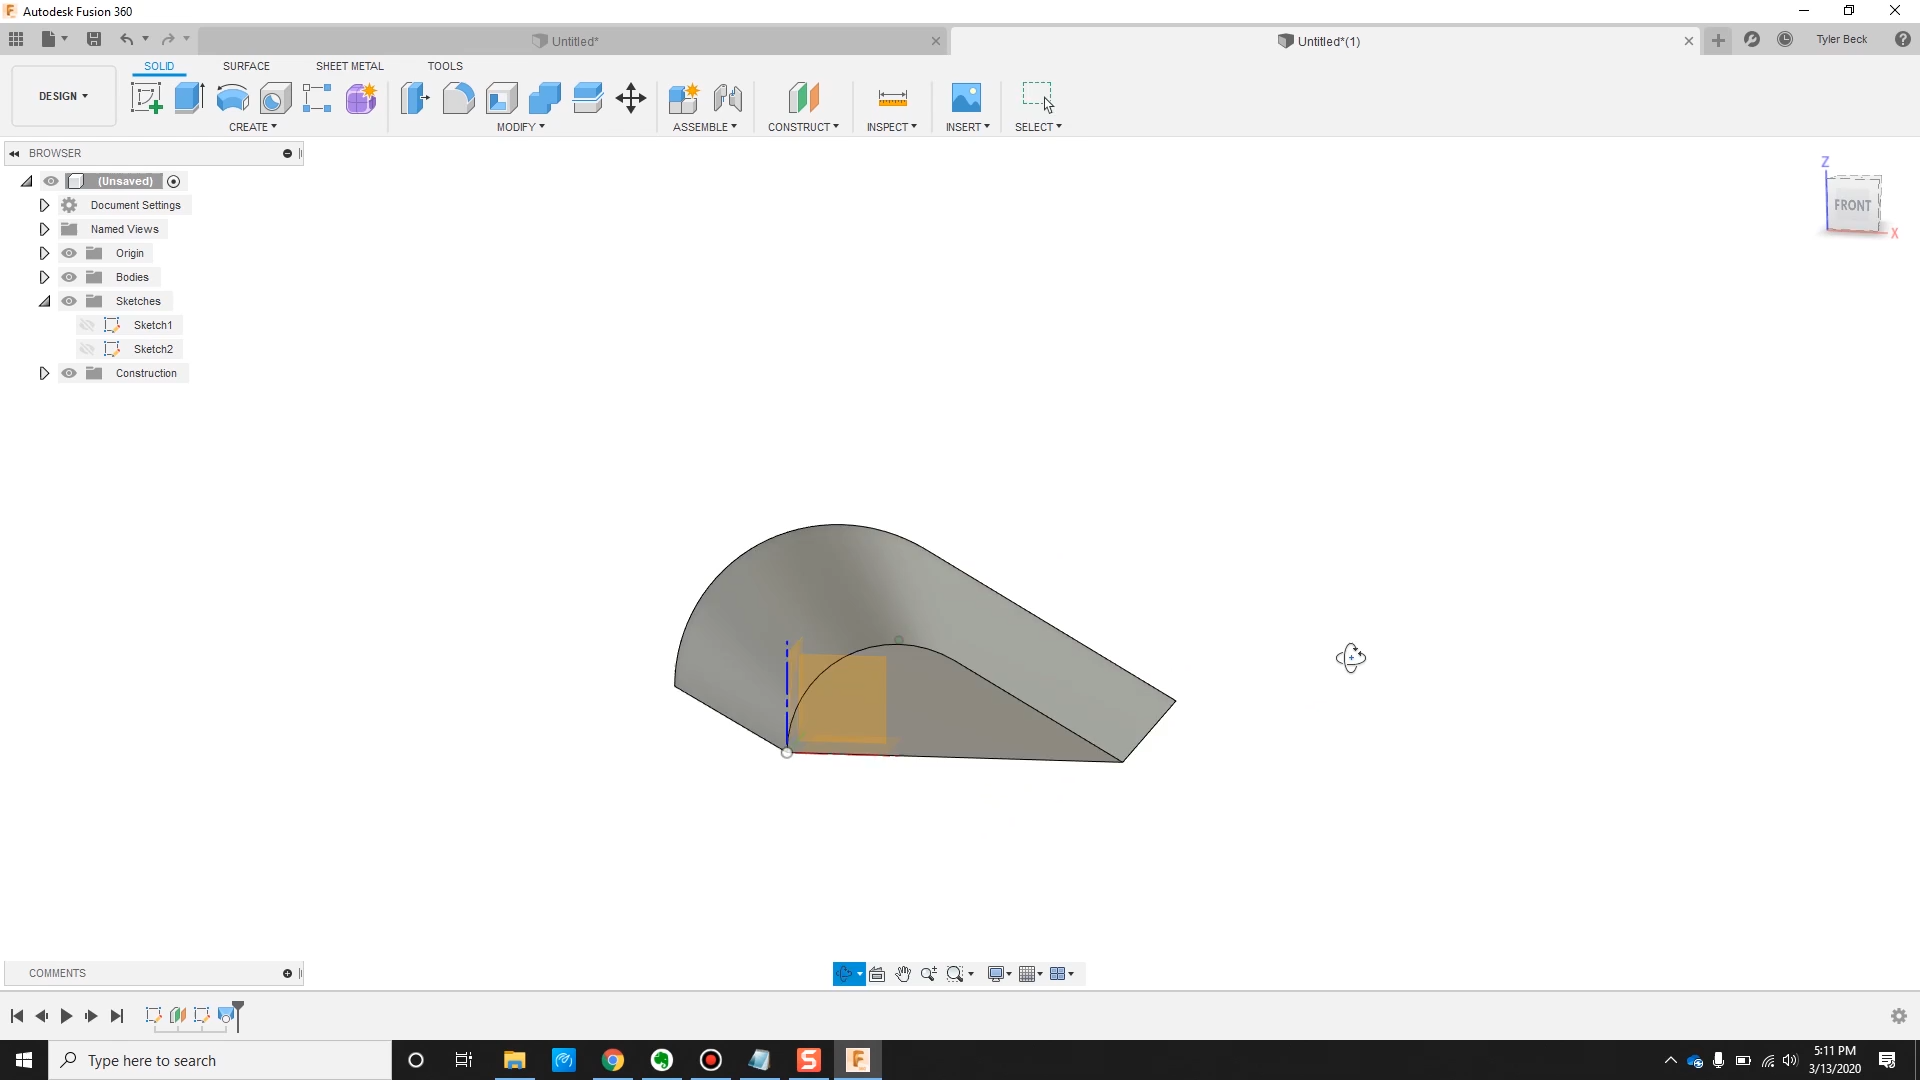 Autodesk Fusion 360
Untitled*
Untitled*(1)
Tyler Beck
DESIGN
SOLID
SURFACE
SHEET METAL
TOOLS
CREATE
MODIFY
ASSEMBLE
CONSTRUCT
INSPECT
INSERT
SELECT
BROWSER
(Unsaved)
Document Settings
Named Views
Origin
Bodies
Sketches
Sketch1
Sketch2
Construction
Z
FRONT
X
COMMENTS
Type here to search
5:11 PM
3/13/2020